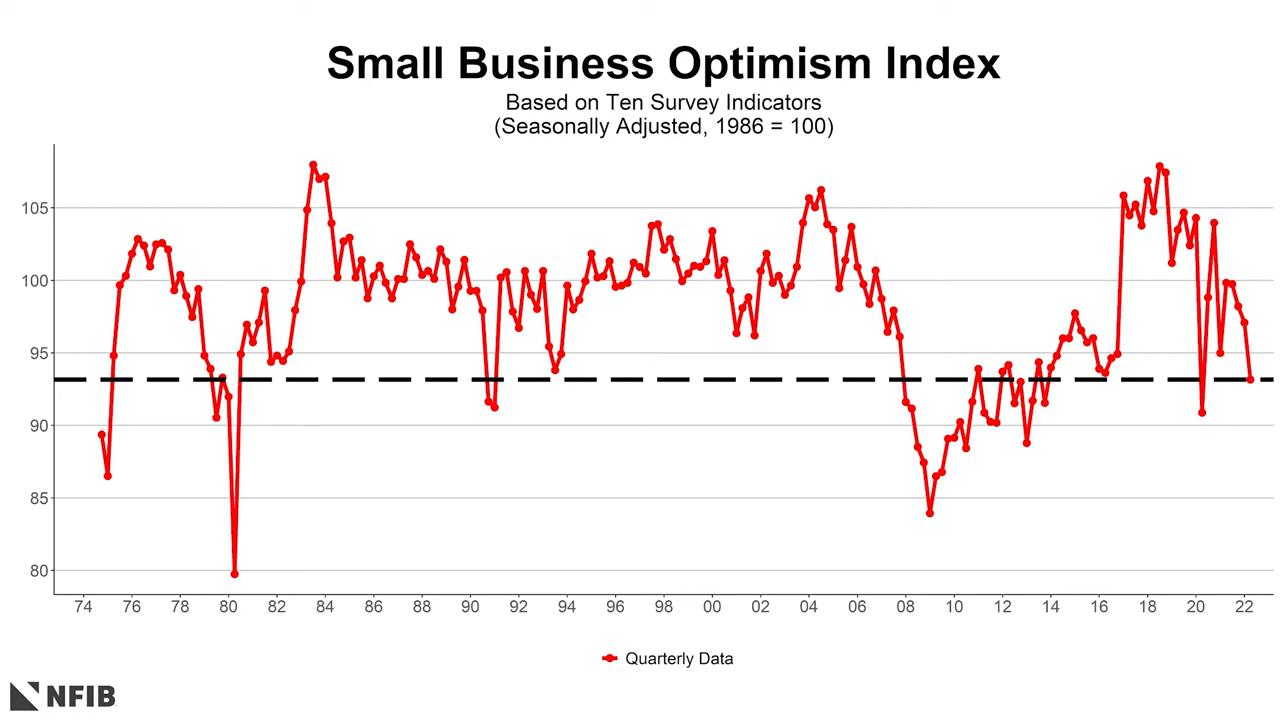 Small Business Optimism Index
Based on Ten Survey Indicators
(Seasonally Adjusted, 1986 = 100)
105
100
95
90
85
80
74 76 78 80 82 84 86 88 90 92 94 96 98 00 02 04 06 08 10 12 14 16 18 20 22
Quarterly Data
NFIB